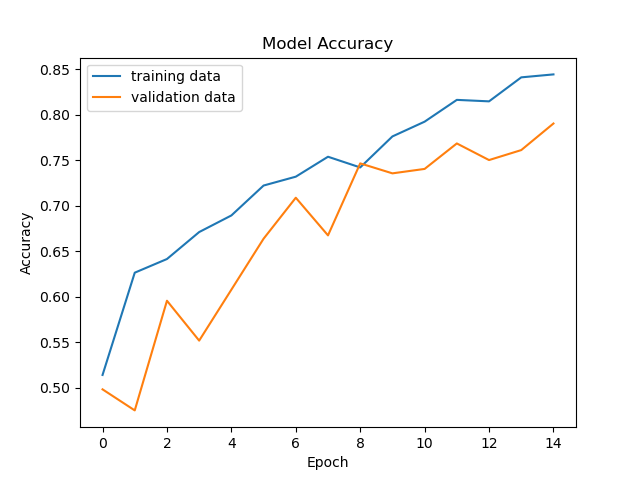 Model Accuracy
training data
validation data
0.85
0.80
0.75
0.70
0.65
0.60
0.55
0.50
Accuracy
0 2 4 6 8 10 12 14
Epoch